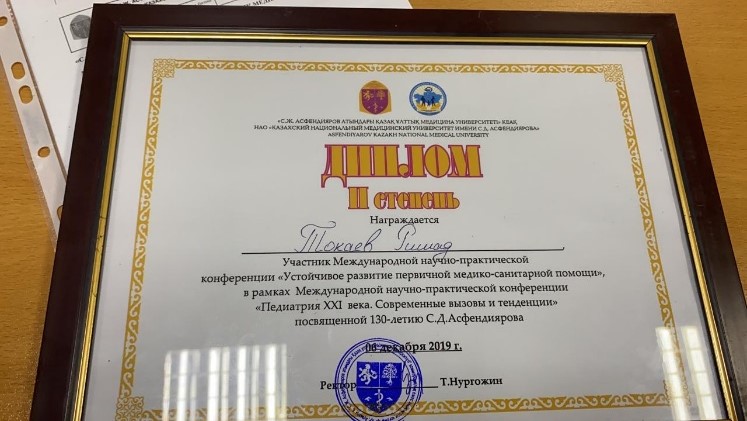 «С.Ж. АСФЕНДИЯРОВ АТЫНДАҒЫ ҚАЗАҚ ҰЛТТЫҚ МЕДИЦИНА УНИВЕРСИТЕТІ» КЕАҚ
НАО «КАЗАХСКИЙ НАЦИОНАЛЬНЫЙ МЕДИЦИНСКИЙ УНИВЕРСИТЕТ ИМЕНИ С.Д. АСФЕНДИЯРОВА»
ASFENDIYAROV KAZAKH NATIONAL MEDICAL UNIVERSITY
ДИПЛОМ
II степень
Награждается
Токаев
Участник Международной научно-практической
конференции «Устойчивое развитие первичной медико-санитарной помощи»,
в рамках Международной научно-практической конференции
«Педиатрия XXI века. Современные вызовы и тенденции»
посвященной 130-летию С.Д.Асфендиярова
декабря 2019 г.
Ректор Т.Нургожин